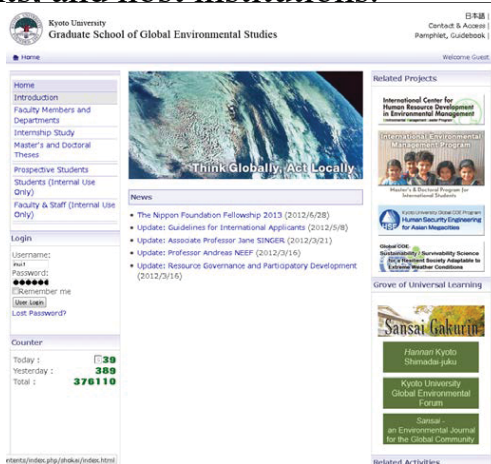 Kyoto University
Graduate School of Global Environmental Studies
日本語 |
Contact & Access |
Pamphlet, Guidebook |
Home
Welcome Guest
Home
Introduction
Faculty Members and
Departments
Internship Study
Master's and Doctoral
Theses
Prospective Students
Students (Internal Use
Only)
Faculty & Staff (Internal Use
Only)
Login
Username:
Password:
Remember me
User Login
Lost Password?
Counter
Today : 39
Yesterday : 389
Total : 376110
Think Globally, Act Locally
News
The Nippon Foundation Fellowship 2013 (2012/6/28)
Update: Guidelines for International Applicants (2012/5/8)
Update: Associate Professor Jane SINGER (2012/3/21)
Update: Professor Andreas NEEF (2012/3/16)
Update: Resource Governance and Participatory Development
(2012/3/16)
Related Projects
International Center for
Human Resource Development
in Environmental Management
International Environmental
Management Program
Master's & Doctoral Program for
International Students
Kyoto University Global COE Program
Human Security Engineering
for Asian Megacities
Global COE
Sustainability / Survivability Science
for a Resilient Society Adaptable to
Extreme Weather Conditions
Grove of Universal Learning
Sansai Gakurin
Hannari Kyoto
Shimadai-juku
Kyoto University
Global Environmental
Forum
Sansai -
an Environmental Journal
for the Global Community
Related Activities
ntents/index.php/shokai/index.html